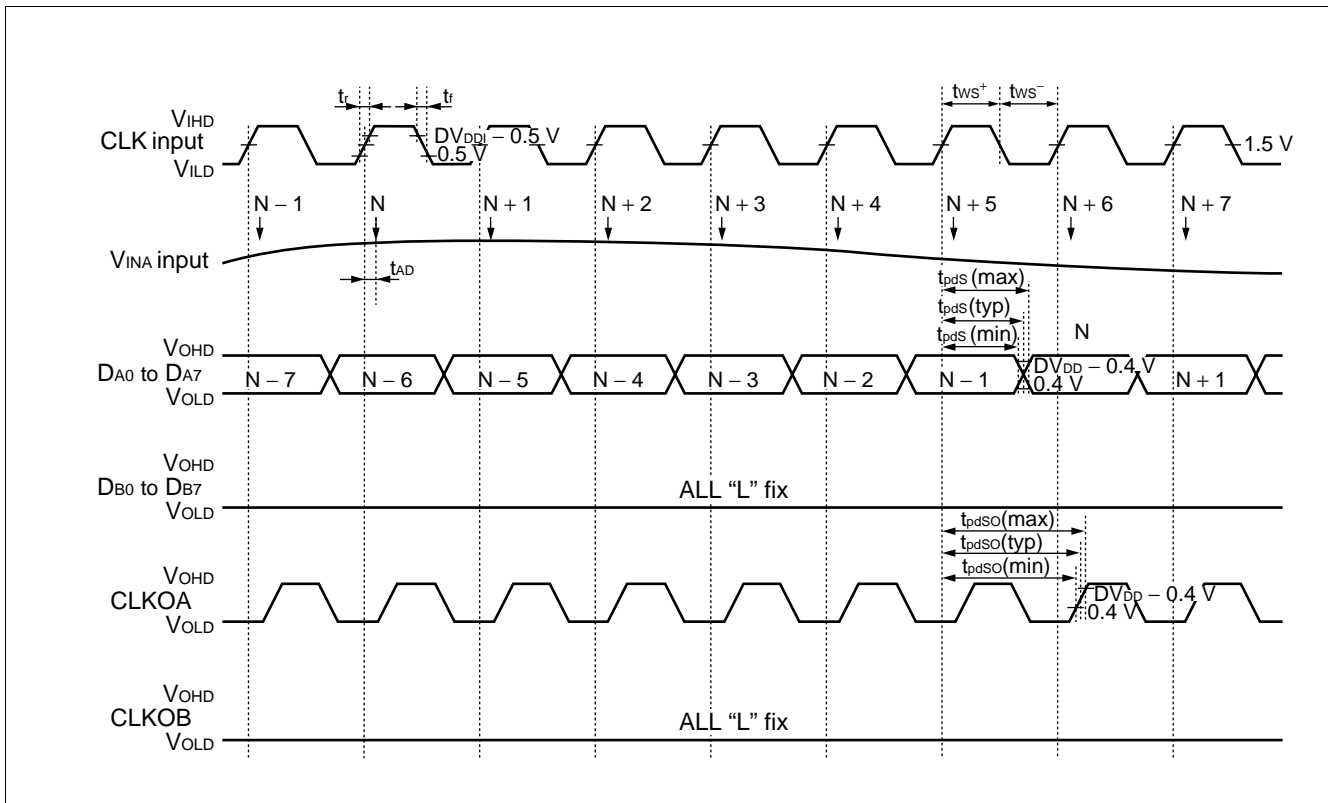 tr
tf
tWS+
tWS−
VIHD
CLK input
VILD
DVDDI − 0.5 V
0.5 V
1.5 V
N − 1
N
N + 1
N + 2
N + 3
N + 4
N + 5
N + 6
N + 7
VINA input
tAD
tpdS (max)
tpdS (typ)
tpdS (min)
N
VOHD
DA0 to DA7
VOLD
N − 7
N − 6
N − 5
N − 4
N − 3
N − 2
N − 1
DVDD − 0.4 V
0.4 V
N + 1
VOHD
DB0 to DB7
VOLD
ALL “L” fix
tpdSO(max)
tpdSO(typ)
tpdSO(min)
VOHD
CLKOA
VOLD
DVDD − 0.4 V
0.4 V
VOHD
CLKOB
VOLD
ALL “L” fix